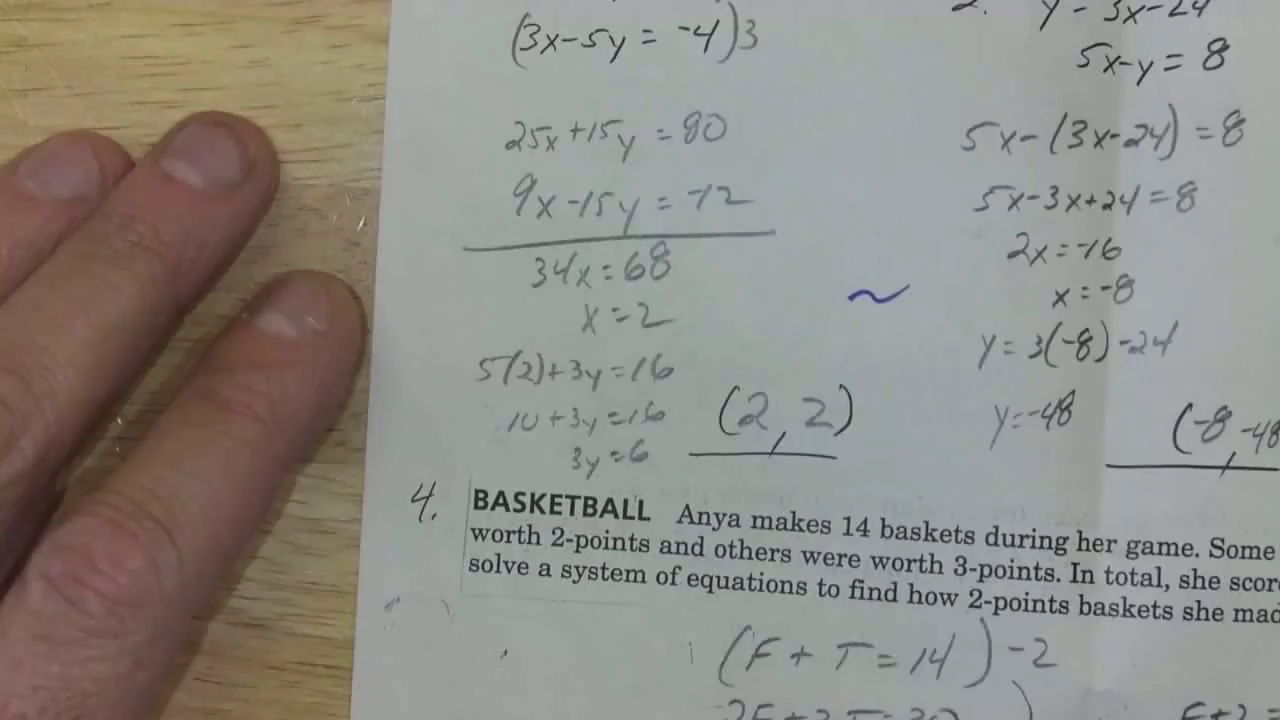 (3x-5y = -4)3
25x+15y = 80
9x-15y = -12
34x = 68
x = 2
5(2)+3y = 16
10+3y = 16
3y = 6
(2, 2)
2. y = 3x-24
5x-y = 8
5x-(3x-24) = 8
5x-3x+24 = 8
2x = -16
x = -8
y = 3(-8)-24
y = -48
(-8, -48
4. BASKETBALL Anya makes 14 baskets during her game. Some
worth 2-points and others were worth 3-points. In total, she scor
solve a system of equations to find how 2-points baskets she mad
(F + T = 14) -2